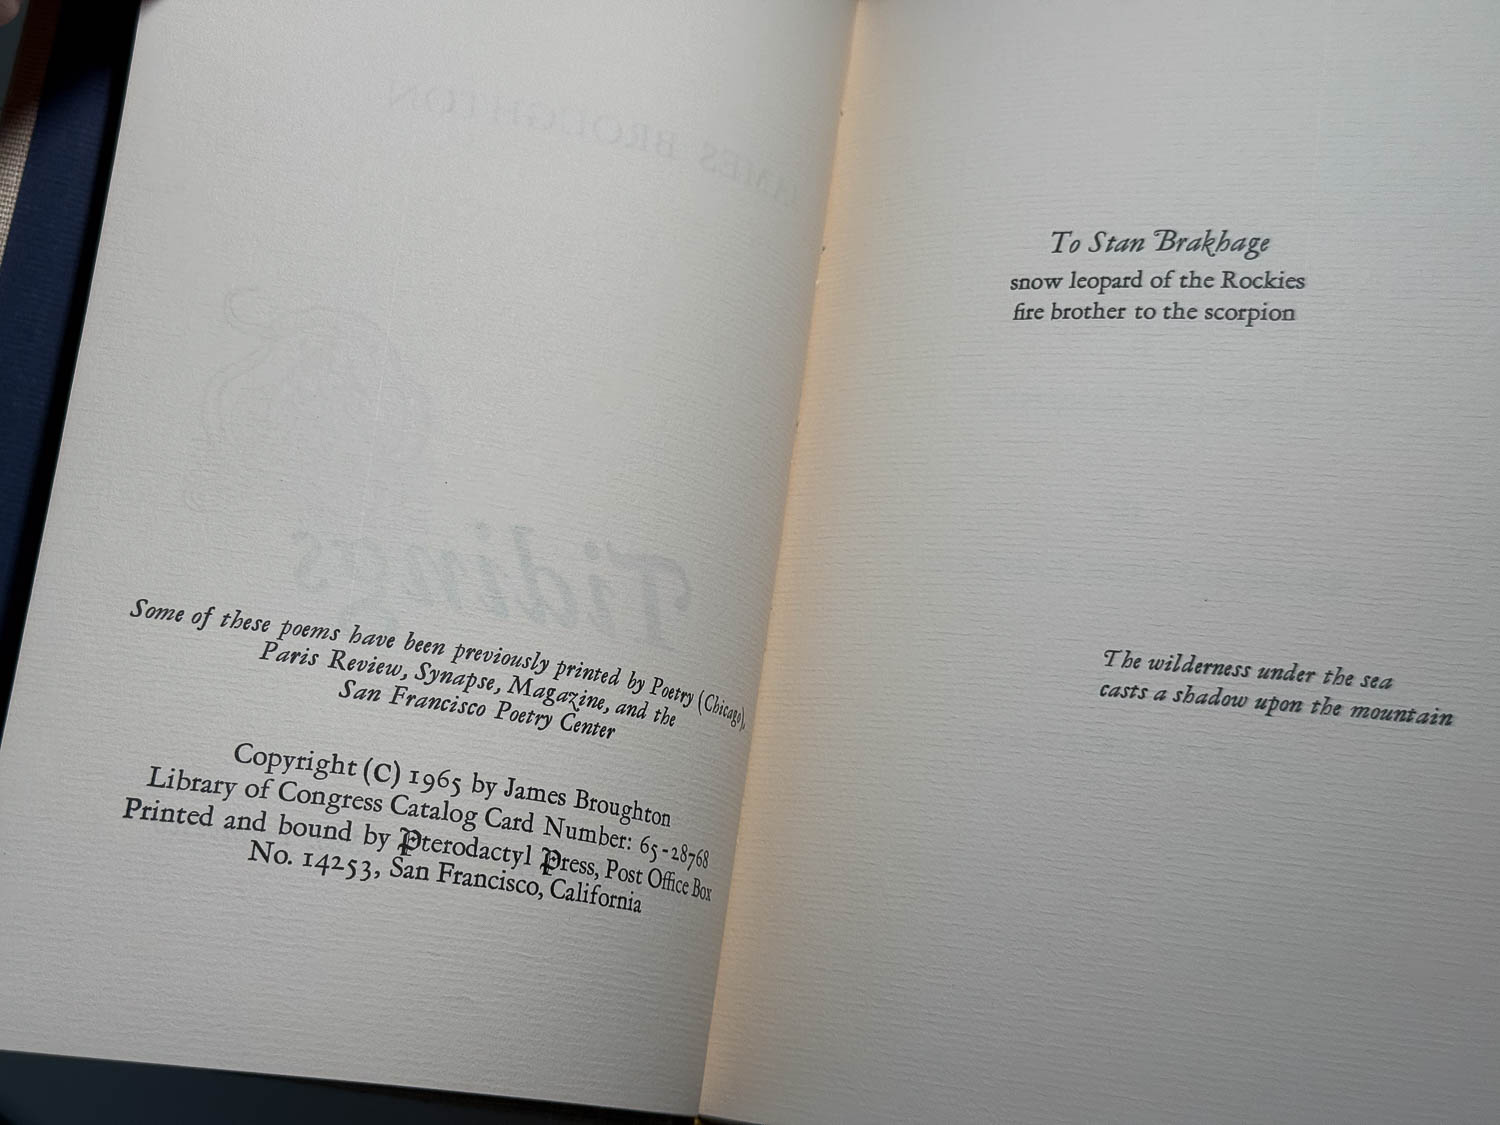 JAMES BROUGHTON
Tidings
Some of these poems have been previously printed by Poetry (Chicago),
Paris Review, Synapse, Magazine, and the
San Francisco Poetry Center
Copyright (C) 1965 by James Broughton
Library of Congress Catalog Card Number: 65-28768
Printed and bound by Pterodactyl Press, Post Office Box
No. 14253, San Francisco, California
To Stan Brakhage
snow leopard of the Rockies
fire brother to the scorpion
The wilderness under the sea
casts a shadow upon the mountain